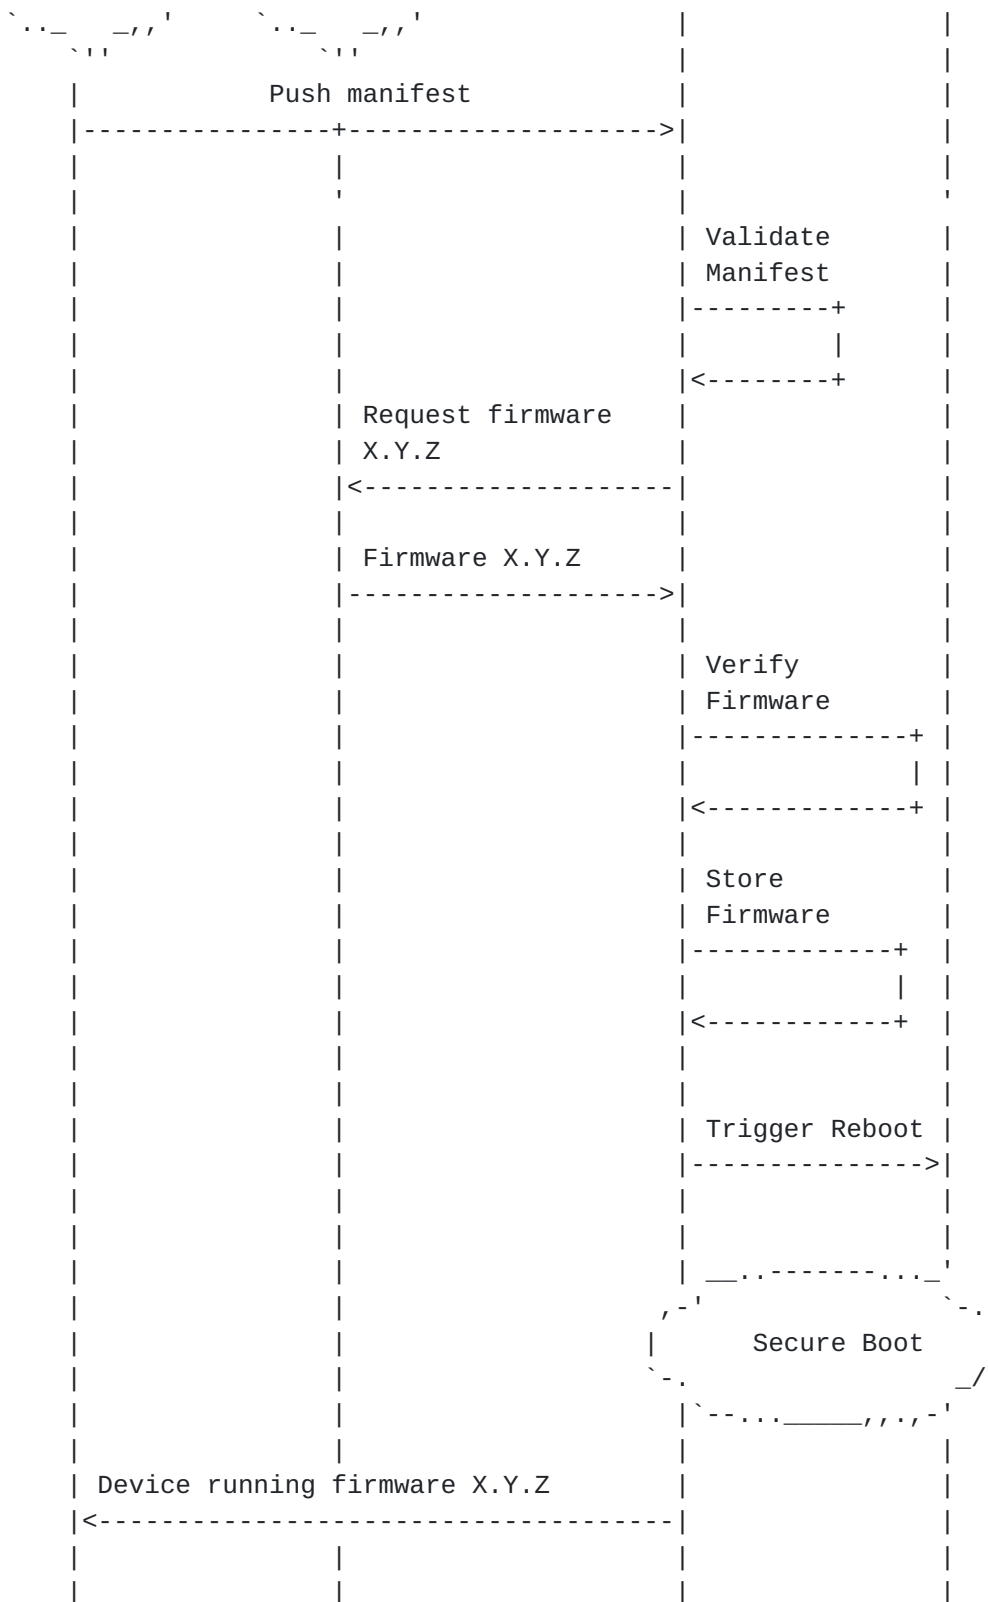 Push manifest
Validate
Manifest
Request firmware
X.Y.Z
Firmware X.Y.Z
Verify
Firmware
Store
Firmware
Trigger Reboot
Secure Boot
Device running firmware X.Y.Z